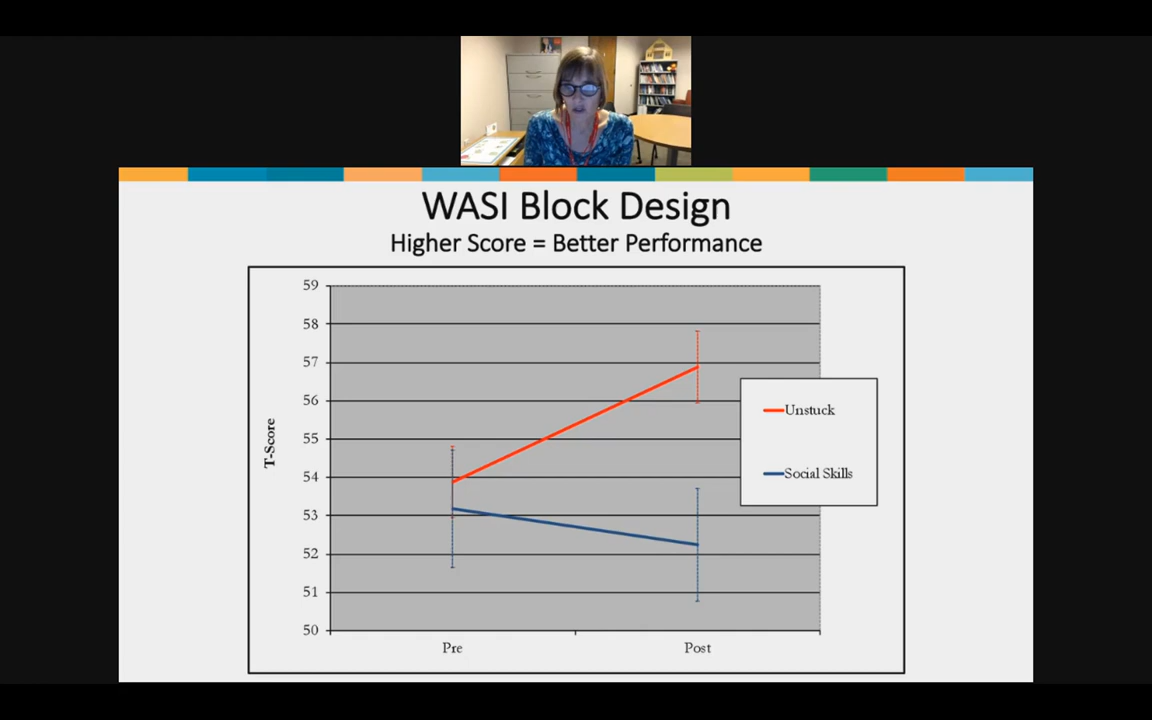 WASI Block Design
Higher Score = Better Performance
59
58
57
56
55
54
53
52
51
50
T-Score
Pre
Post
Unstuck
Social Skills